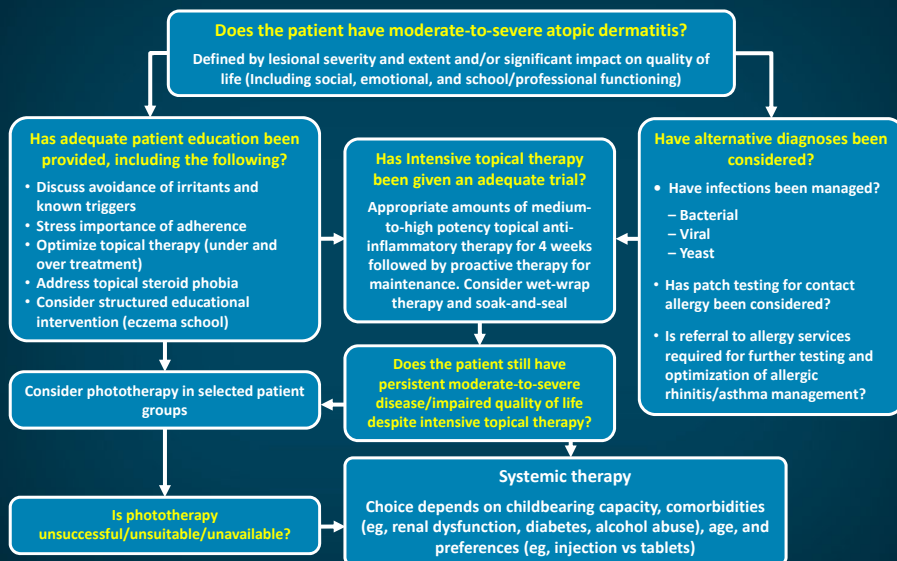 Does the patient have moderate-to-severe atopic dermatitis?
Defined by lesional severity and extent and/or significant impact on quality of
life (Including social, emotional, and school/professional functioning)
Has adequate patient education been
provided, including the following?
• Discuss avoidance of irritants and
known triggers
• Stress importance of adherence
• Optimize topical therapy (under and
over treatment)
• Address topical steroid phobia
• Consider structured educational
intervention (eczema school)
Has Intensive topical therapy
been given an adequate trial?
Appropriate amounts of medium-
to-high potency topical anti-
inflammatory therapy for 4 weeks
followed by proactive therapy for
maintenance. Consider wet-wrap
therapy and soak-and-seal
Have alternative diagnoses been
considered?
• Have infections been managed?
– Bacterial
– Viral
– Yeast
• Has patch testing for contact
allergy been considered?
• Is referral to allergy services
required for further testing and
optimization of allergic
rhinitis/asthma management?
Consider phototherapy in selected patient
groups
Does the patient still have
persistent moderate-to-severe
disease/impaired quality of life
despite intensive topical therapy?
Is phototherapy
unsuccessful/unsuitable/unavailable?
Systemic therapy
Choice depends on childbearing capacity, comorbidities
(eg, renal dysfunction, diabetes, alcohol abuse), age, and
preferences (eg, injection vs tablets)